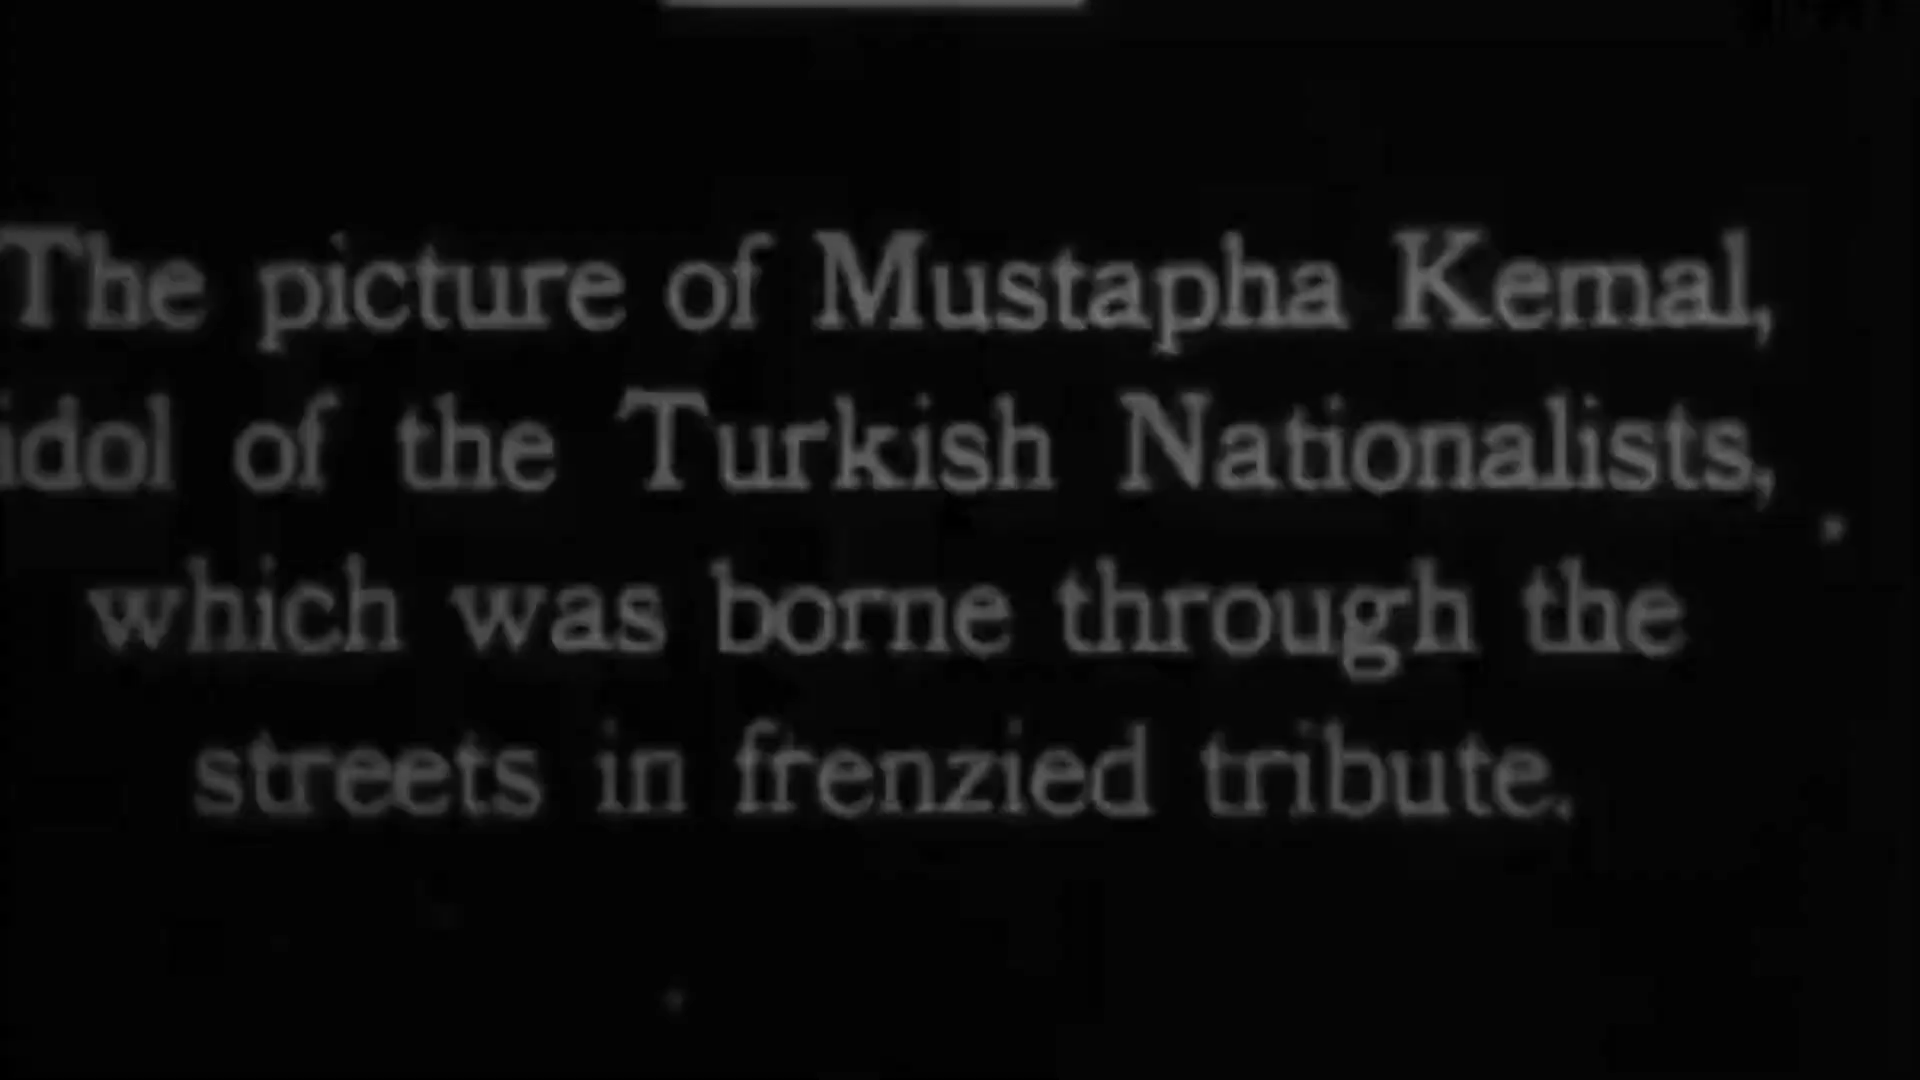 The picture of Mustapha Kemal,
idol of the Turkish Nationalists,
which was borne through the
streets in frenzied tribute.